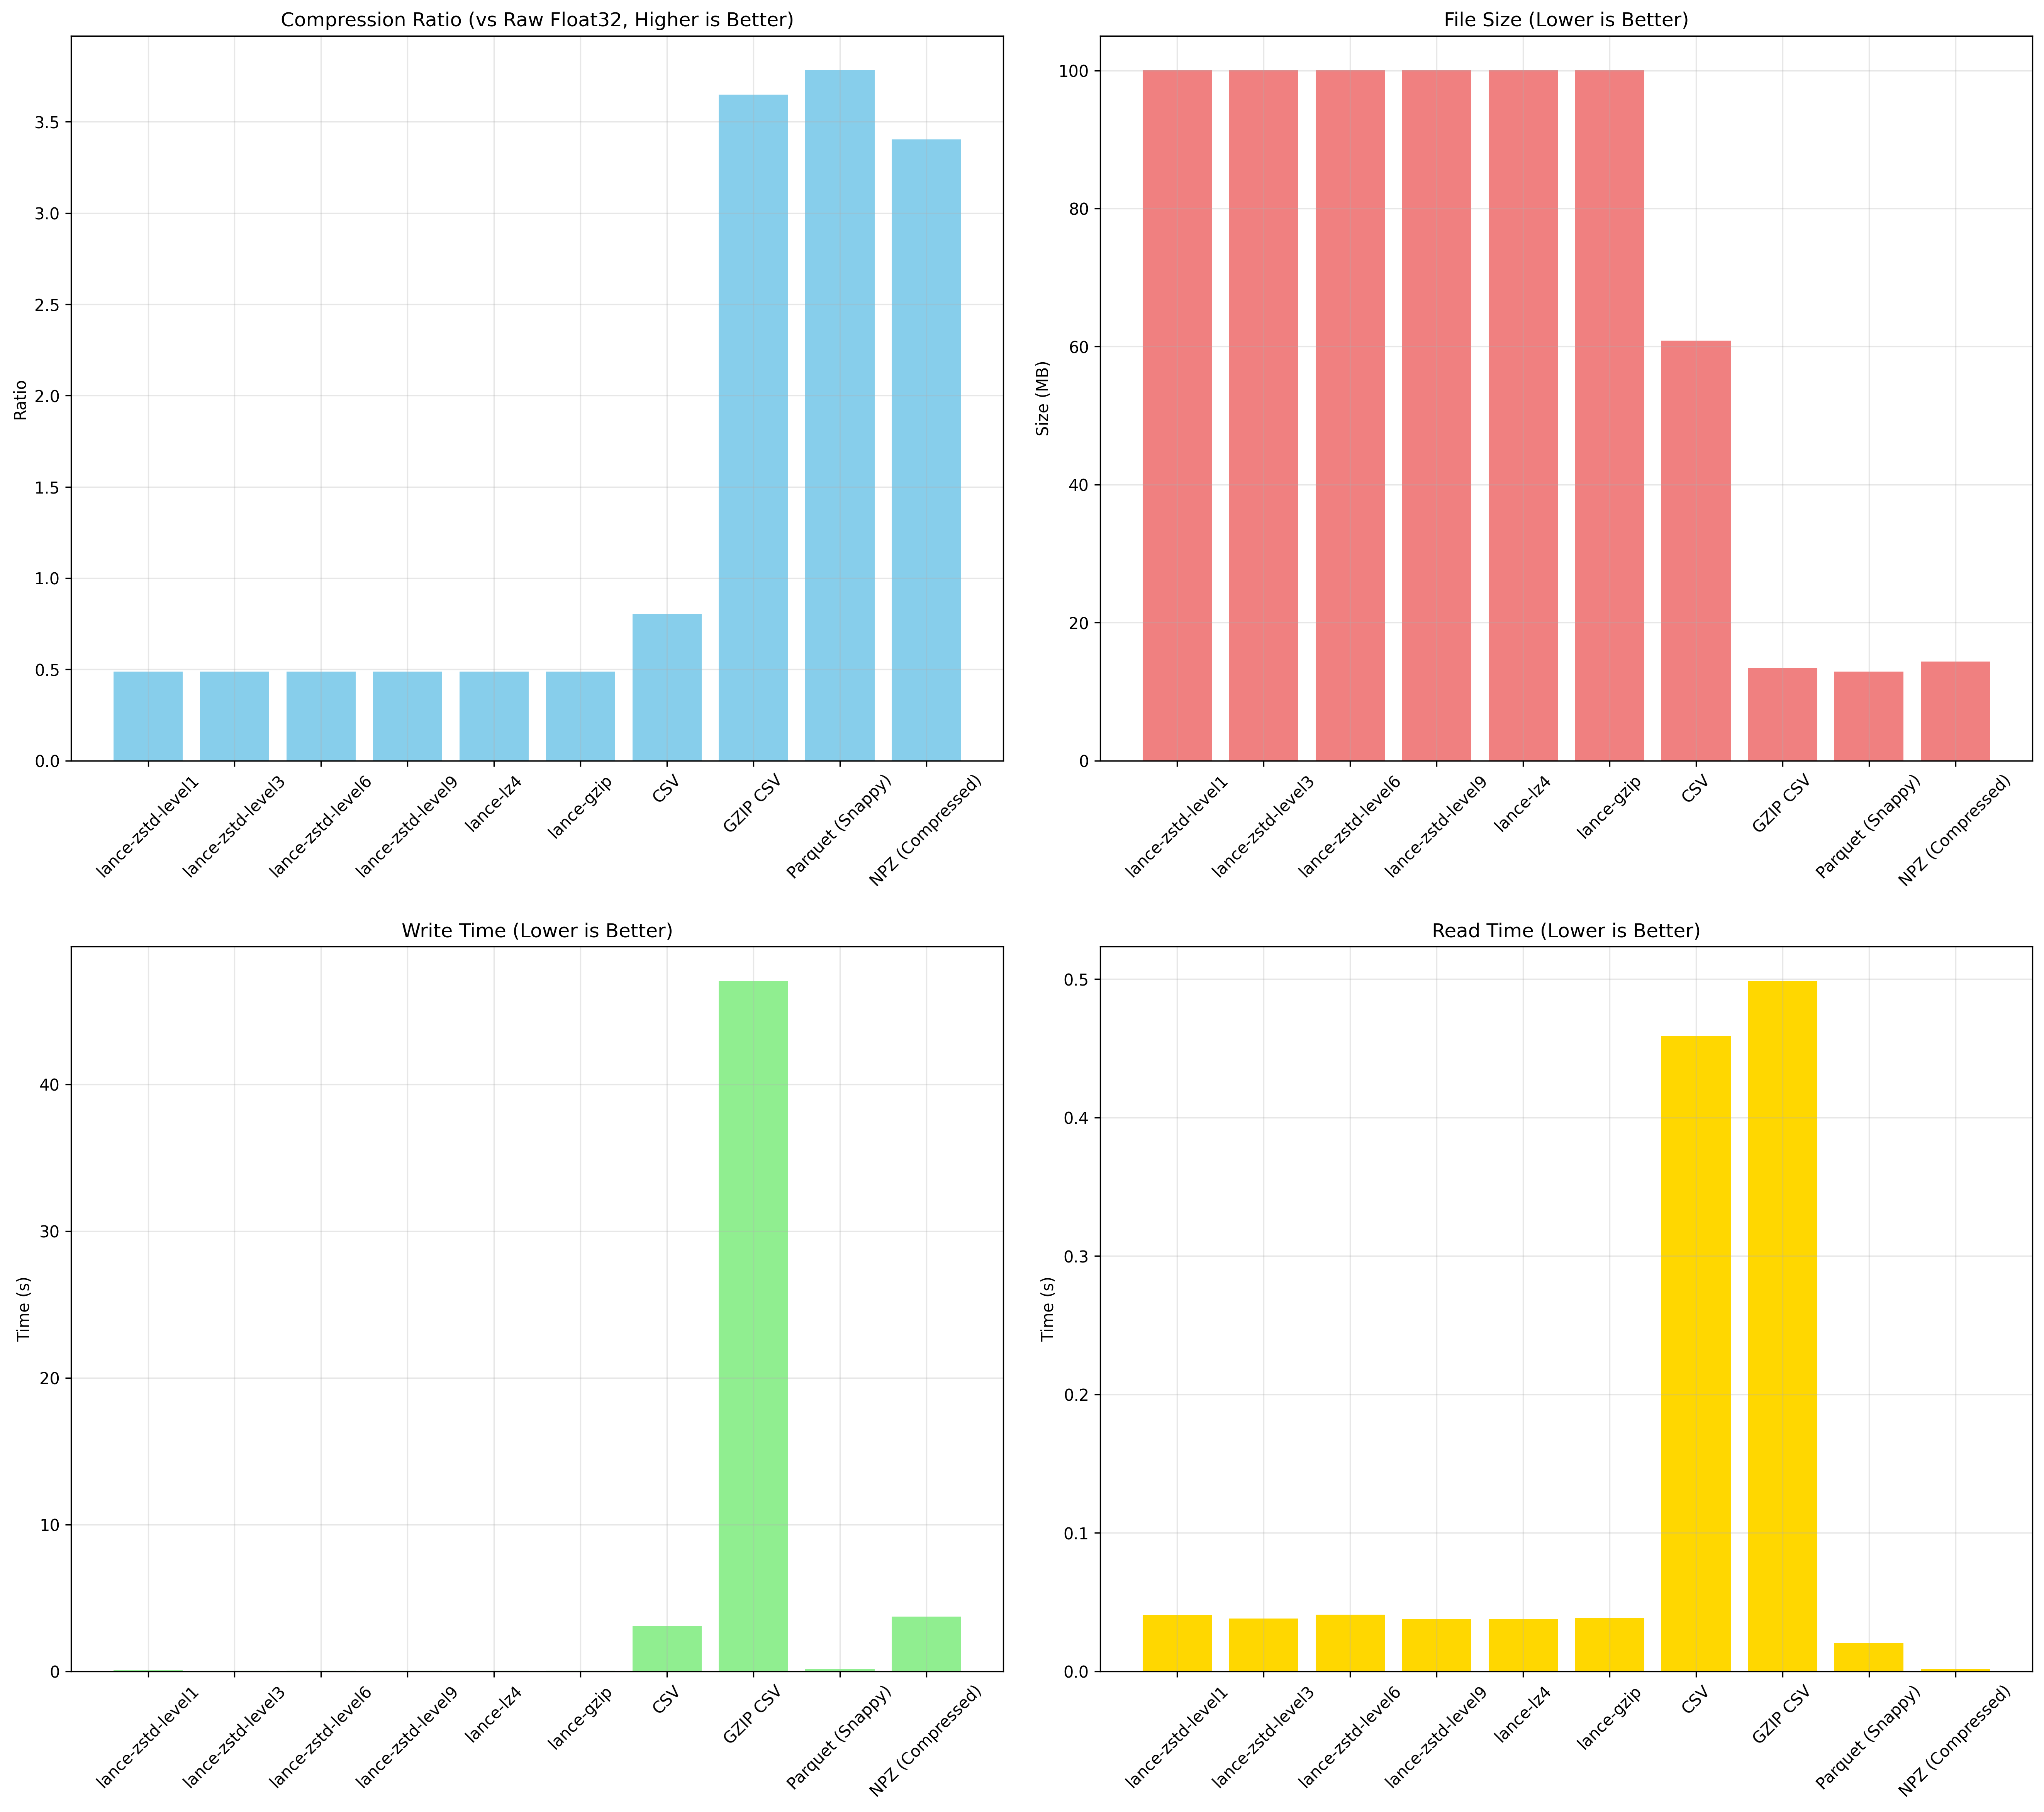 Compression Ratio (vs Raw Float32, Higher is Better)
Ratio
3.5
3.0
2.5
2.0
1.5
1.0
0.5
0.0
lance-zstd-level1
lance-zstd-level3
lance-zstd-level6
lance-zstd-level9
lance-lz4
lance-gzip
CSV
GZIP CSV
Parquet (Snappy)
NPZ (Compressed)
File Size (Lower is Better)
Size (MB)
100
80
60
40
20
0
lance-zstd-level1
lance-zstd-level3
lance-zstd-level6
lance-zstd-level9
lance-lz4
lance-gzip
CSV
GZIP CSV
Parquet (Snappy)
NPZ (Compressed)
Write Time (Lower is Better)
Time (s)
40
30
20
10
0
lance-zstd-level1
lance-zstd-level3
lance-zstd-level6
lance-zstd-level9
lance-lz4
lance-gzip
CSV
GZIP CSV
Parquet (Snappy)
NPZ (Compressed)
Read Time (Lower is Better)
Time (s)
0.5
0.4
0.3
0.2
0.1
0.0
lance-zstd-level1
lance-zstd-level3
lance-zstd-level6
lance-zstd-level9
lance-lz4
lance-gzip
CSV
GZIP CSV
Parquet (Snappy)
NPZ (Compressed)